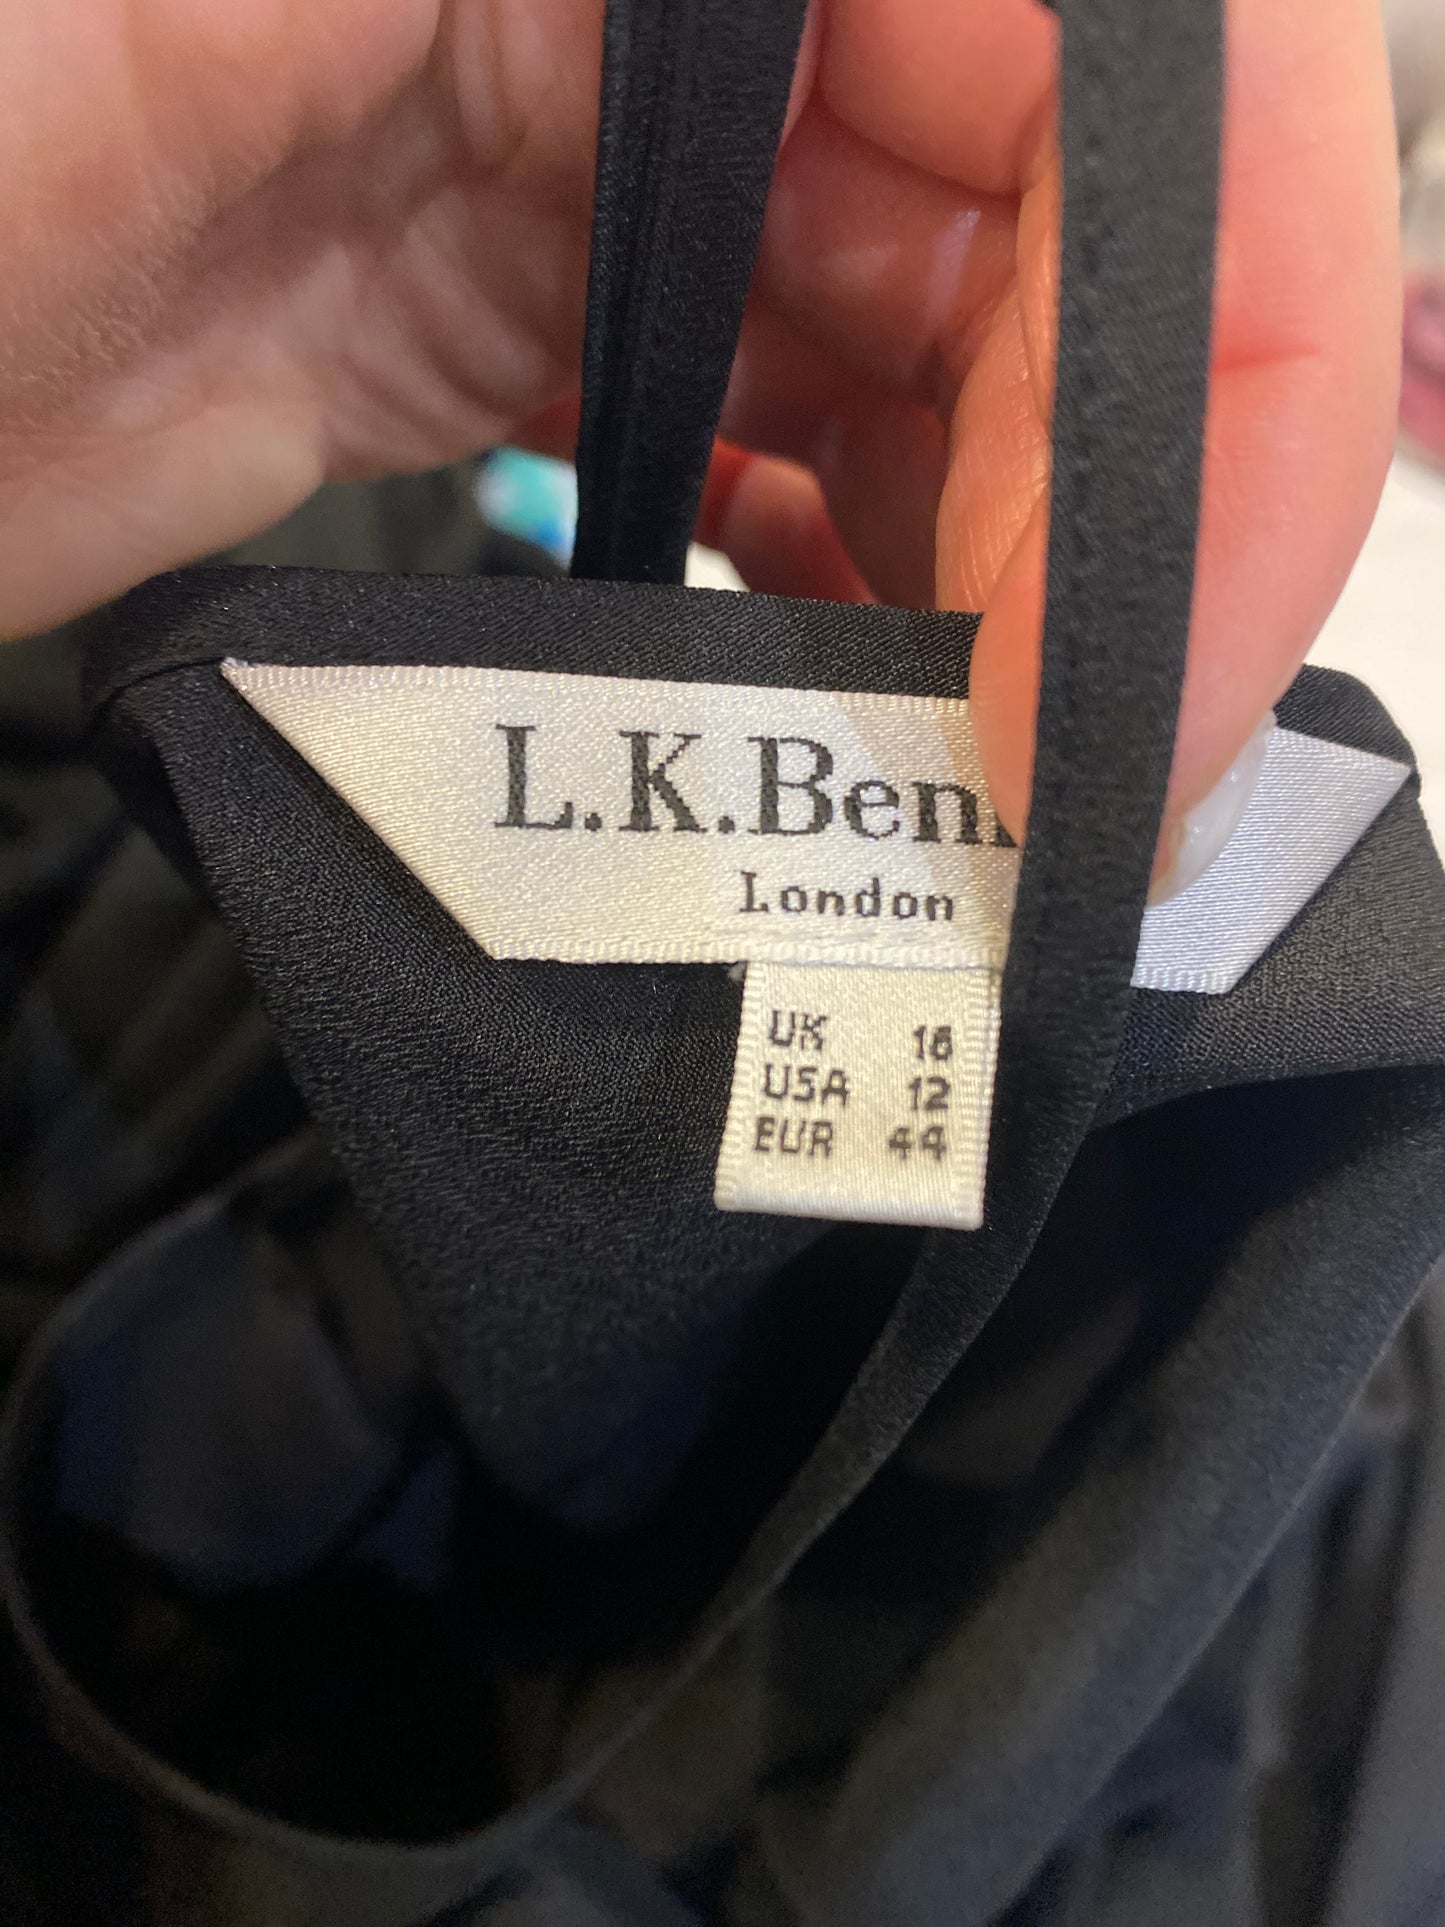 L.K.Ben
London
UK 16
USA 12
EUR 44